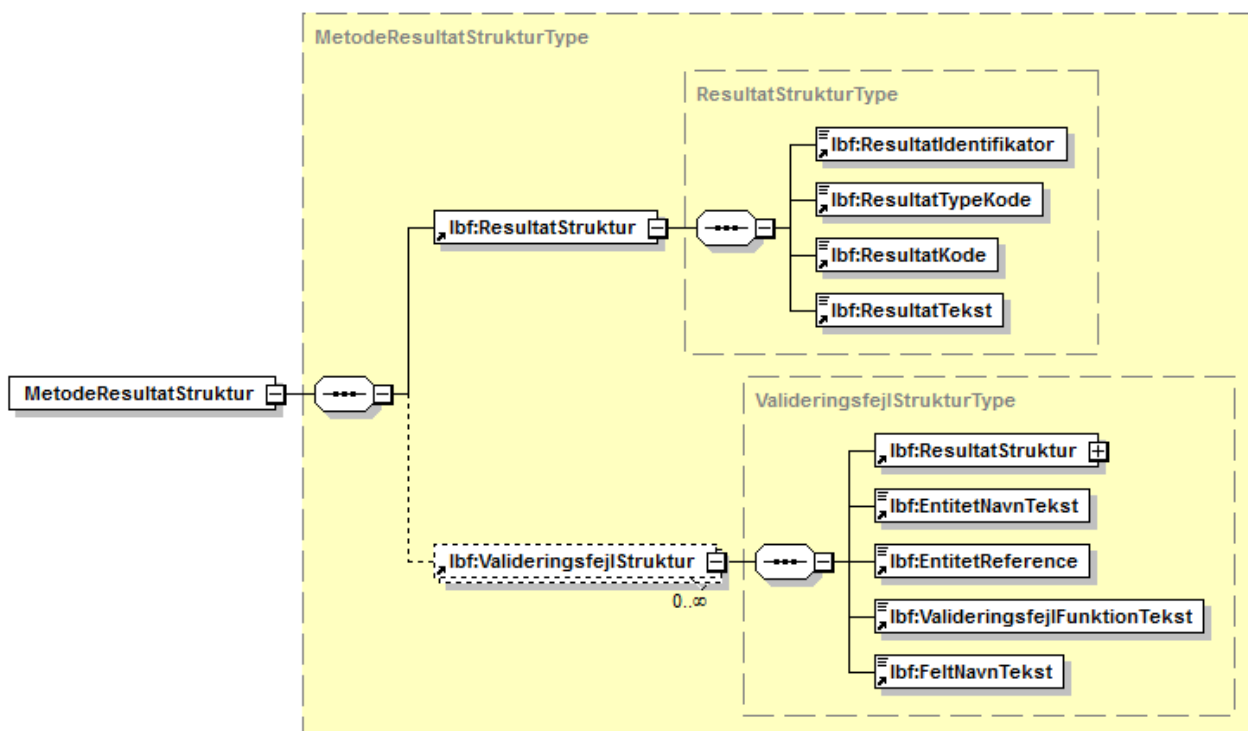 MetodeResultatStrukturType
ResultatStrukturType
lbf:ResultatIdentifikator
lbf:ResultatTypeKode
lbf:ResultatStruktur
lbf:ResultatKode
lbf:ResultatTekst
MetodeResultatStruktur
ValideringsfejlStrukturType
lbf:ResultatStruktur
lbf:EntitetNavnTekst
lbf:ValideringsfejlStruktur
0..∞
lbf:EntitetReference
lbf:ValideringsfejlFunktionTekst
lbf:FeltNavnTekst